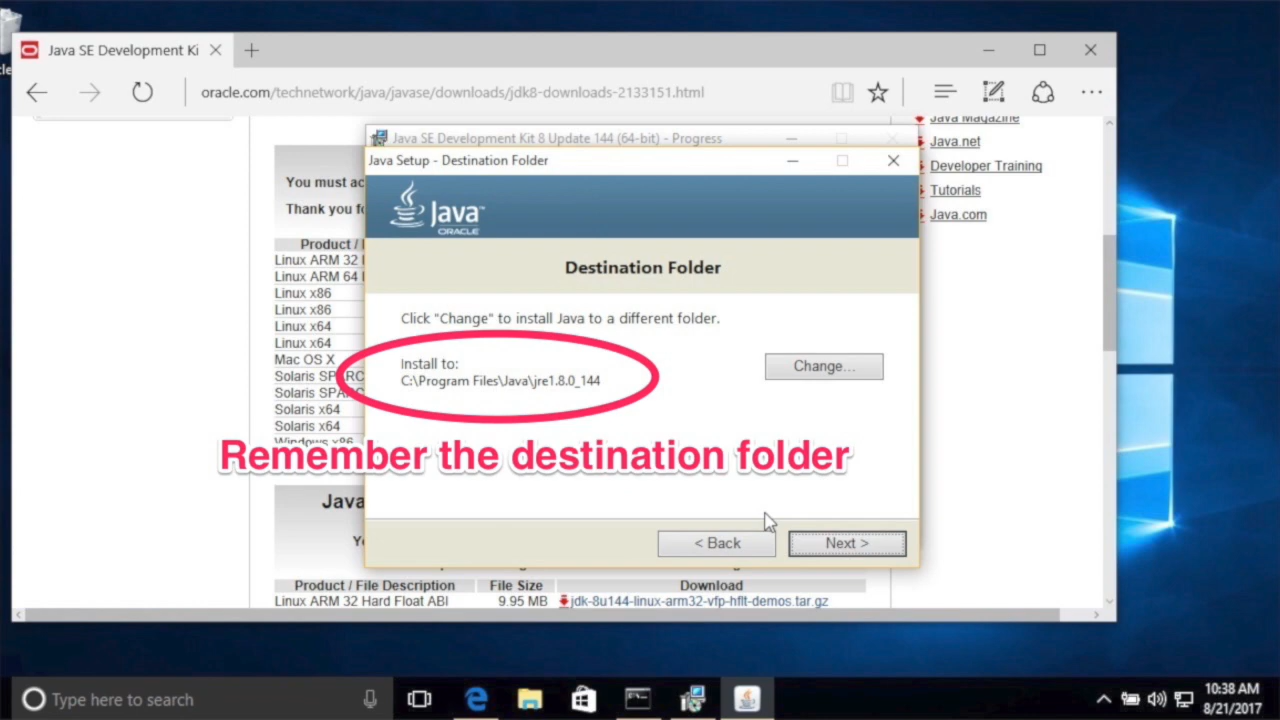 Java SE Development Ki
oracle.com/technetwork/java/javase/downloads/jdk8-downloads-2133151.html
Java Magazine
Java.net
Developer Training
Tutorials
Java.com
You must ac
Thank you fo
Product /
Linux ARM 32
Linux ARM 64
Linux x86
Linux x86
Linux x64
Linux x64
Mac OS X
Solaris SPARC
Solaris SPARC
Solaris x64
Solaris x64
Windows x86
Java SE Development Kit 8 Update 144 (64-bit) - Progress
Java Setup - Destination Folder
Java™
ORACLE
Destination Folder
Click "Change" to install Java to a different folder.
Install to:
C:\Program Files\Java\jre1.8.0_144
Change...
Remember the destination folder
< Back
Next >
Java
Product / File Description File Size Download
Linux ARM 32 Hard Float ABI 9.95 MB jdk-8u144-linux-arm32-vfp-hflt-demos.tar.gz
Type here to search
10:38 AM
8/21/2017